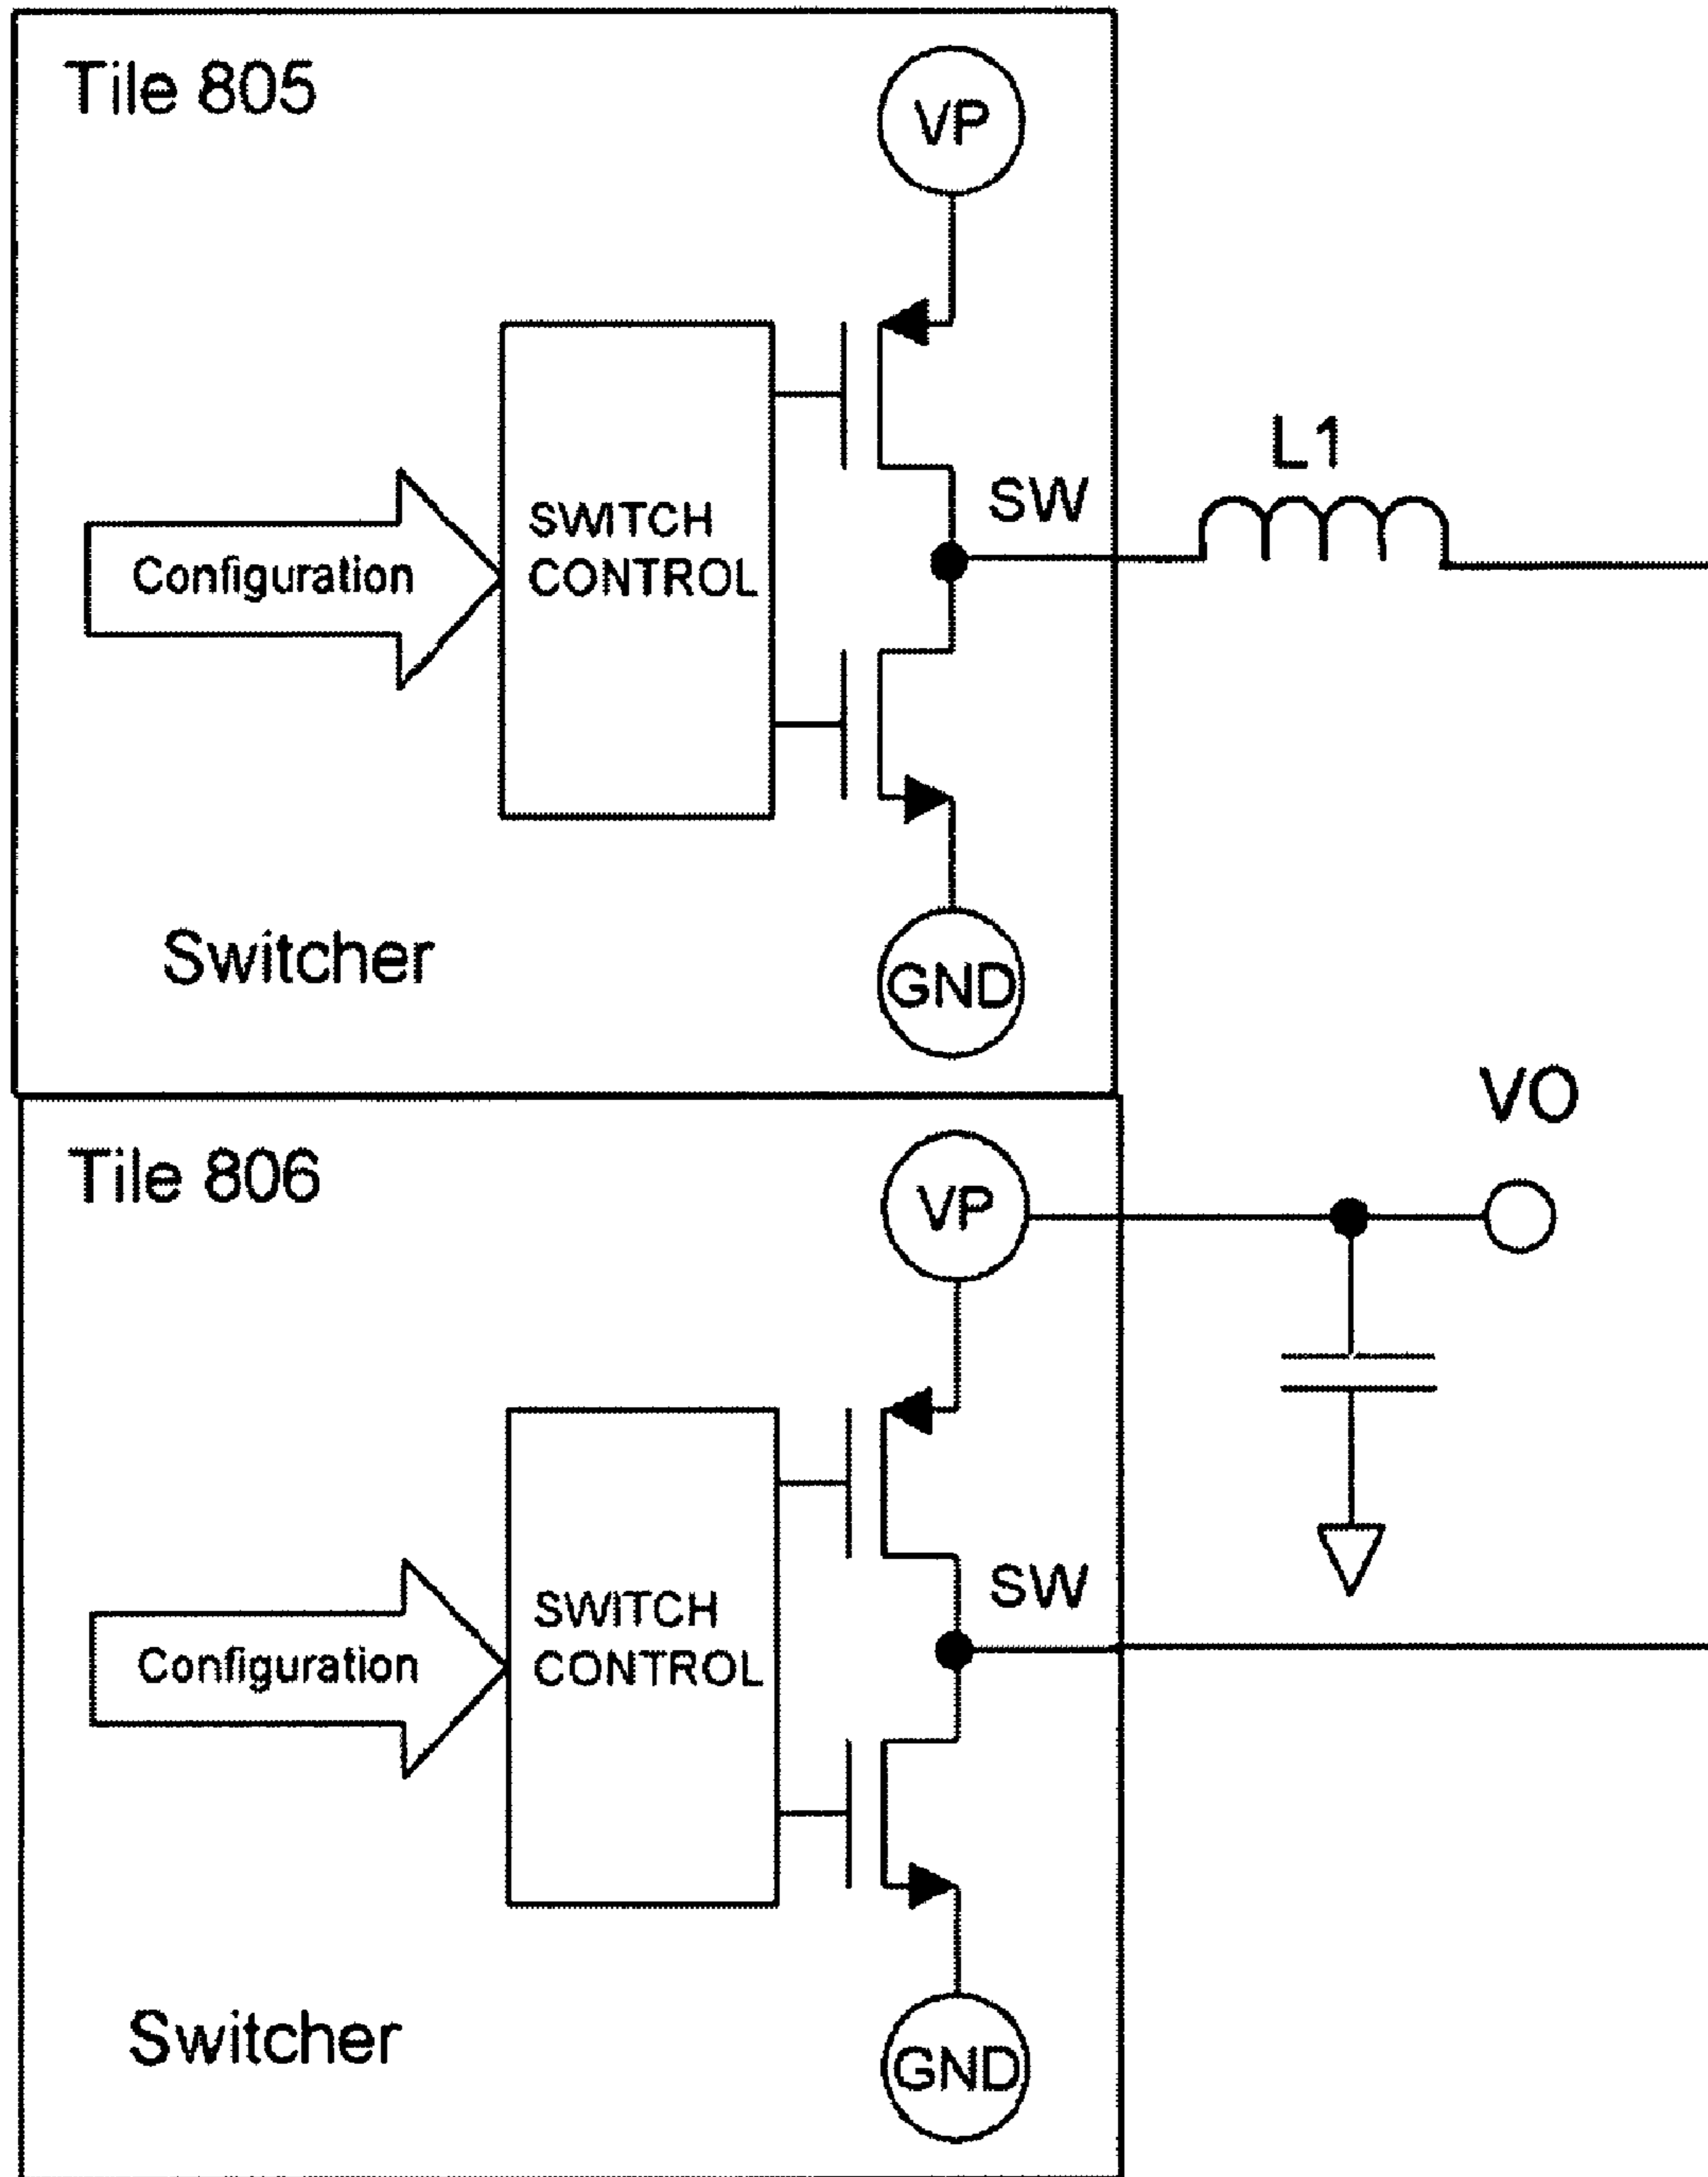 Tile 805
VP
L1
SW
SWITCH
CONTROL
Configuration
Switcher
GND
VO
Tile 806
VP
SW
SWITCH
CONTROL
Configuration
Switcher
GND